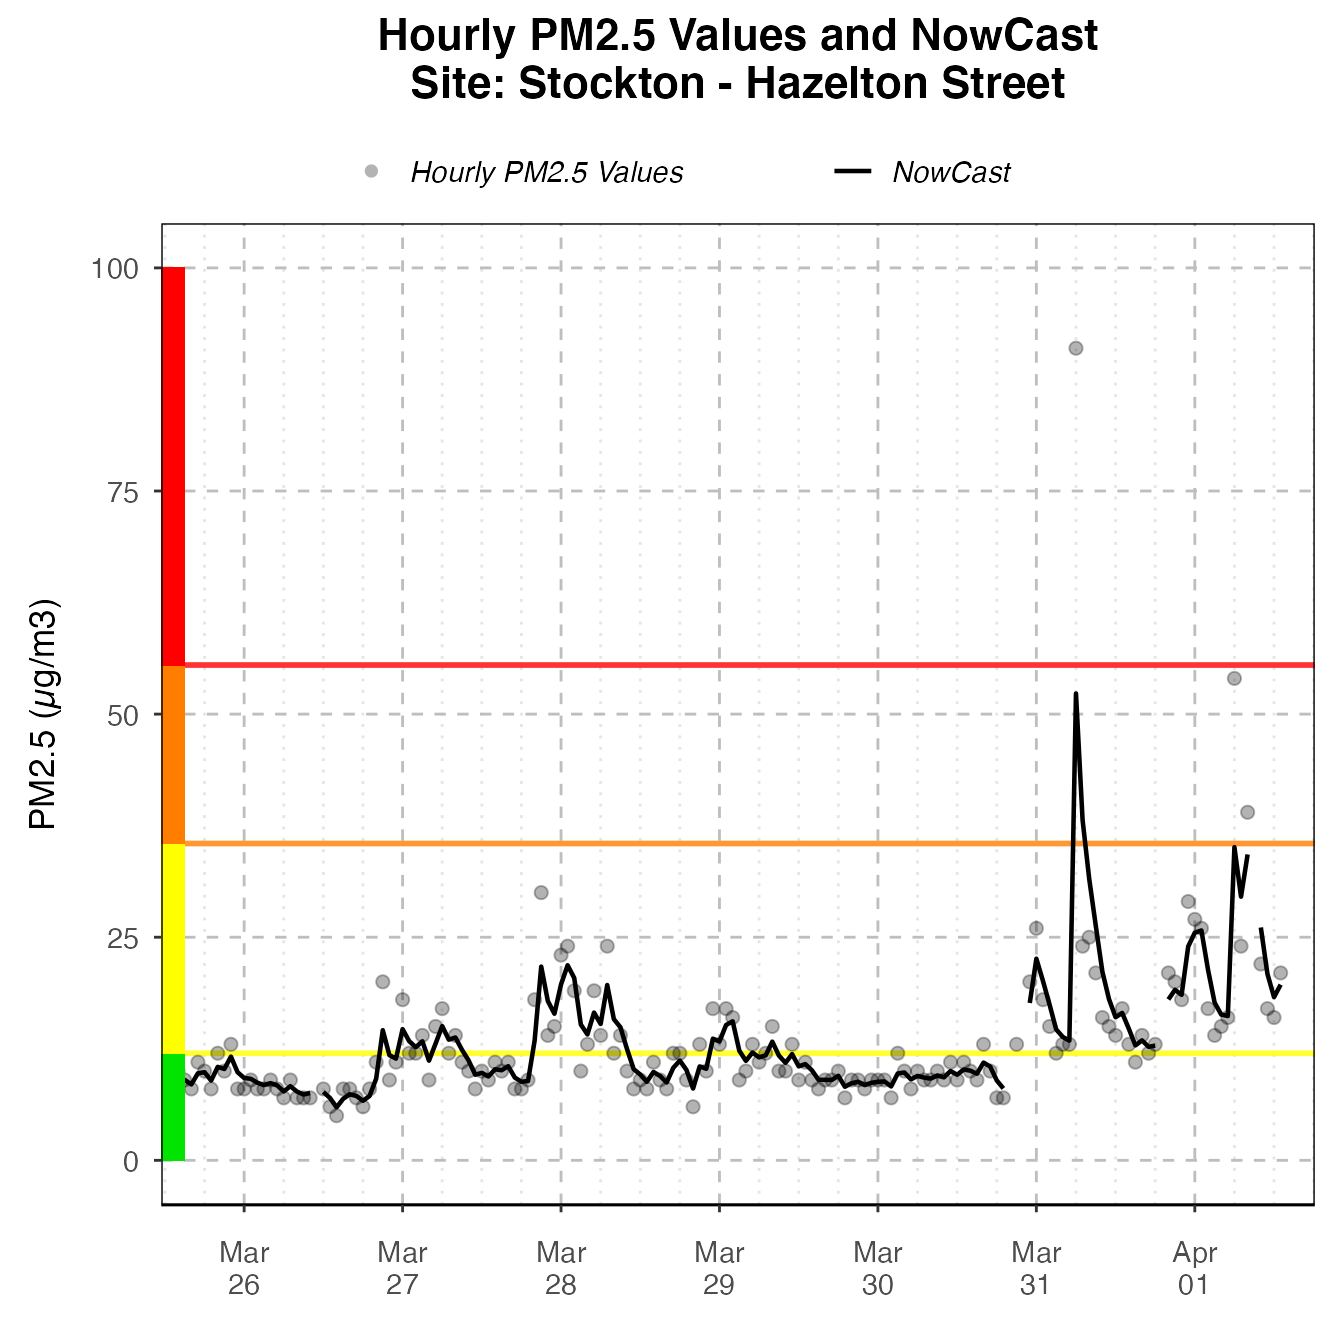 Hourly PM2.5 Values and NowCast
Site: Stockton - Hazelton Street
Hourly PM2.5 Values NowCast
100
75
50
25
0
PM2.5 (µg/m3)
Mar Mar Mar Mar Mar Mar Apr
26 27 28 29 30 31 01